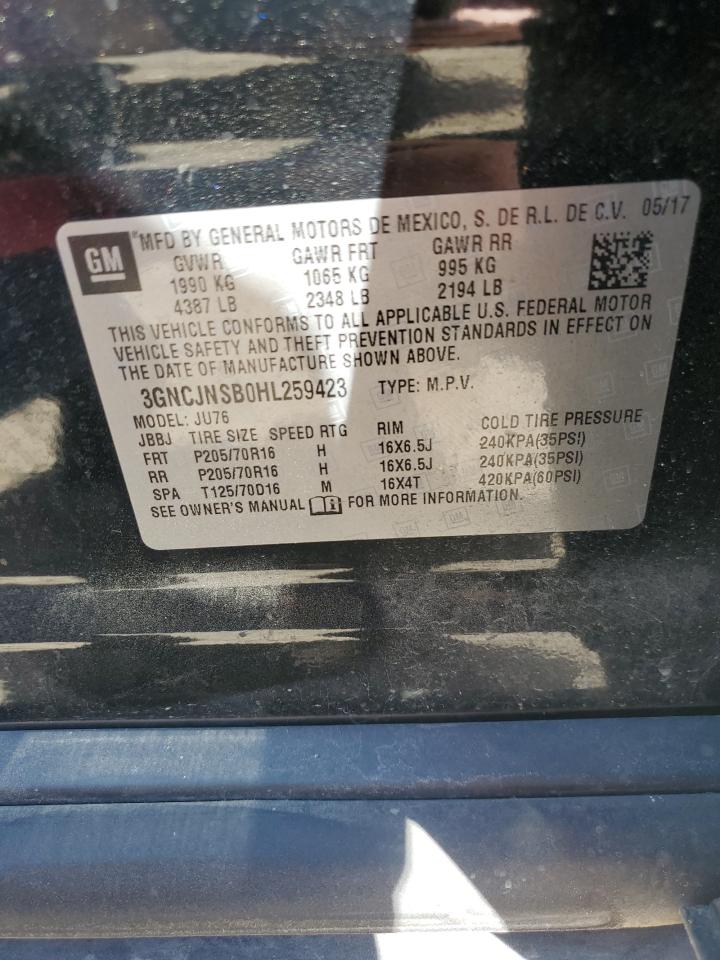 GM
MFD BY GENERAL MOTORS DE MEXICO, S. DE R.L. DE C.V. 05/17
GVWR GAWR FRT GAWR RR
1990 KG 1065 KG 995 KG
4387 LB 2348 LB 2194 LB
THIS VEHICLE CONFORMS TO ALL APPLICABLE U.S. FEDERAL MOTOR
VEHICLE SAFETY AND THEFT PREVENTION STANDARDS IN EFFECT ON
THE DATE OF MANUFACTURE SHOWN ABOVE.
3GNCJNSB0HL259423 TYPE: M.P.V.
MODEL: JU76
JBBJ TIRE SIZE SPEED RTG RIM COLD TIRE PRESSURE
FRT P205/70R16 H 16X6.5J 240KPA(35PSI)
RR P205/70R16 H 16X6.5J 240KPA(35PSI)
SPA T125/70D16 M 16X4T 420KPA(60PSI)
SEE OWNER'S MANUAL FOR MORE INFORMATION.